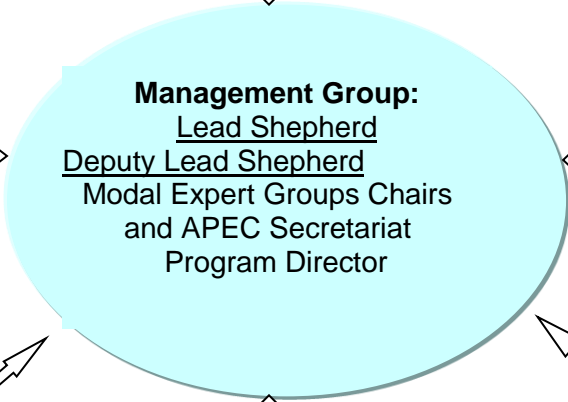 Management Group:
Lead Shepherd
Deputy Lead Shepherd
Modal Expert Groups Chairs
and APEC Secretariat
Program Director